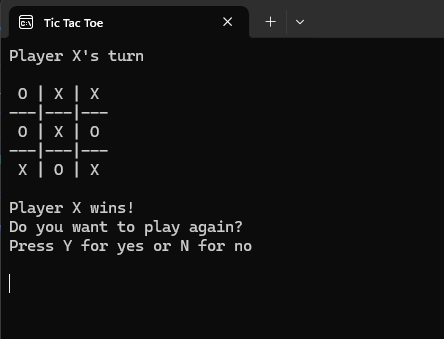 Tic Tac Toe
Player X's turn
O | X | X
---|---|---
O | X | O
---|---|---
X | O | X
Player X wins!
Do you want to play again?
Press Y for yes or N for no